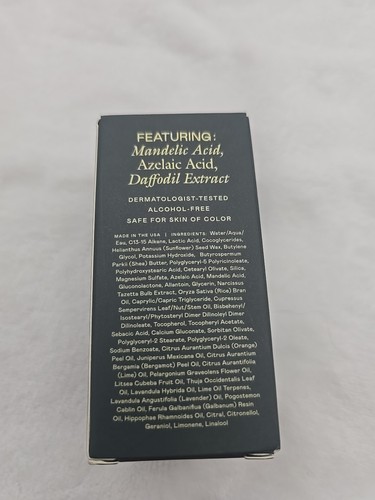 FEATURING:
Mandelic Acid,
Azelaic Acid,
Daffodil Extract
DERMATOLOGIST-TESTED
ALCOHOL-FREE
SAFE FOR SKIN OF COLOR
MADE IN THE USA | INGREDIENTS: Water/Aqua/
Eau, C13-15 Alkane, Lactic Acid, Cocoglycerides,
Helianthus Annuus (Sunflower) Seed Wax, Butylene
Glycol, Potassium Hydroxide, Butyrospermum
Parkii (Shea) Butter, Polyglyceryl-6 Polyricinoleate,
Polyhydroxystearic Acid, Cetearyl Olivate, Silica,
Magnesium Sulfate, Azelaic Acid, Mandelic Acid,
Gluconolactone, Allantoin, Glycerin, Narcissus
Tazetta Bulb Extract, Oryza Sativa (Rice) Bran
Oil, Caprylic/Capric Triglyceride, Cupressus
Sempervirens Leaf/Nut/Stem Oil, Bisbehenyl/
Isostearyl/Phytosteryl Dimer Dilinoleyl Dimer
Dilinoleate, Tocopherol, Tocopheryl Acetate,
Sebacic Acid, Calcium Gluconate, Sorbitan Olivate,
Polyglyceryl-2 Stearate, Polyglyceryl-2 Oleate,
Sodium Benzoate, Citrus Aurantium Dulcis (Orange)
Peel Oil, Juniperus Mexicana Oil, Citrus Aurantium
Bergamia (Bergamot) Peel Oil, Citrus Aurantifolia
(Lime) Oil, Pelargonium Graveolens Flower Oil,
Litsea Cubeba Fruit Oil, Thuja Occidentalis Leaf
Oil, Lavandula Hybrida Oil, Lime Oil Terpenes,
Lavandula Angustifolia (Lavender) Oil, Pogostemon
Cablin Oil, Ferula Galbaniflua (Galbanum) Resin
Oil, Hippophae Rhamnoides Oil, Citral, Citronellol,
Geraniol, Limonene, Linalool